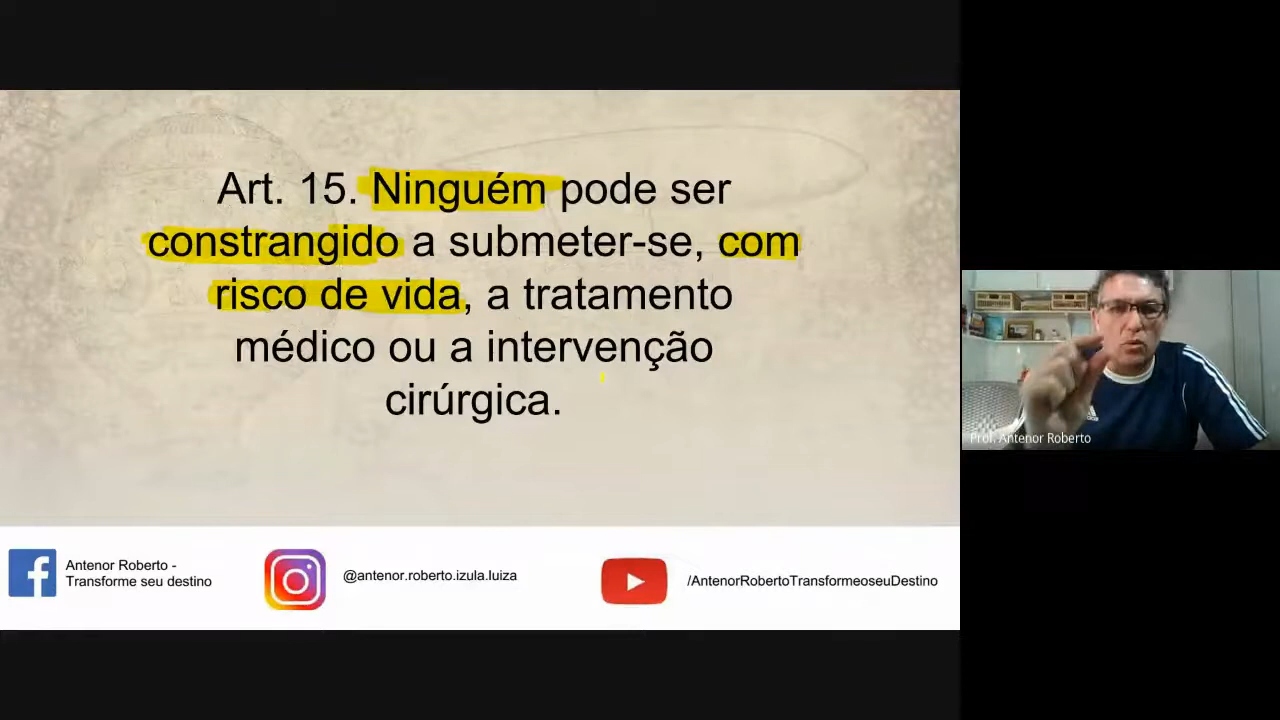 Art. 15. Ninguém pode ser
constrangido a submeter-se, com
risco de vida, a tratamento
médico ou a intervenção
cirúrgica.
Prof. Antenor Roberto
Antenor Roberto -
Transforme seu destino
@antenor.roberto.izula.luiza
/AntenorRobertoTransformeoseuDestino